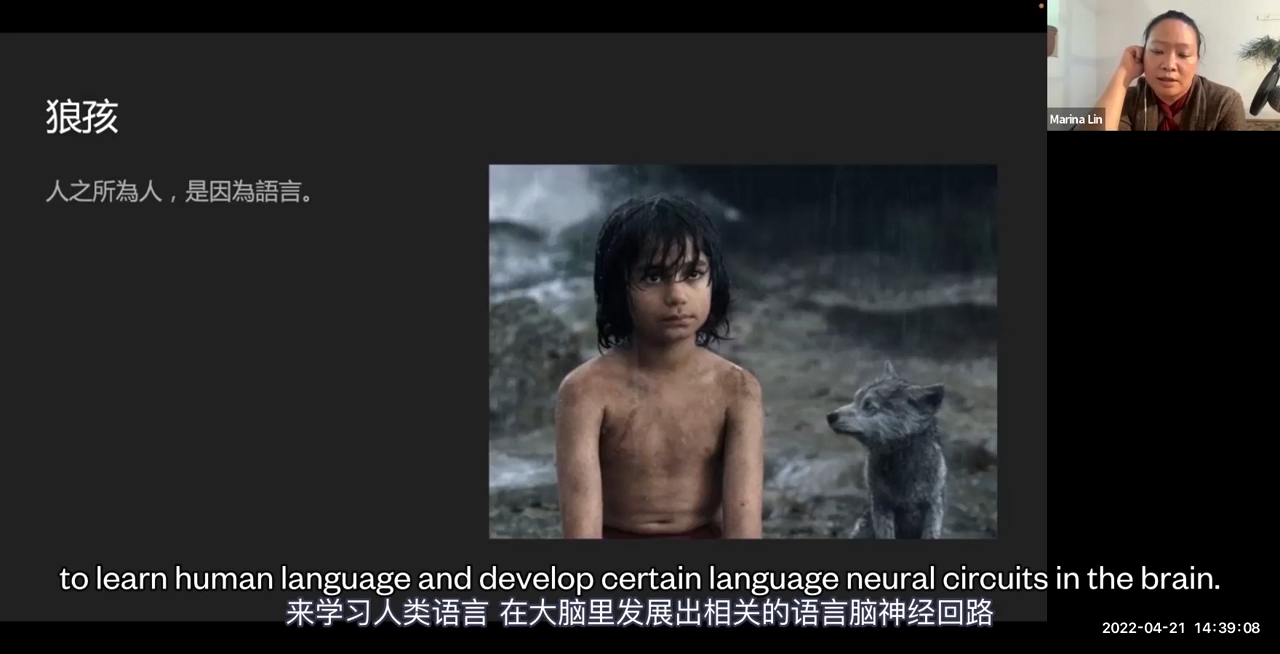 狼孩
人之所為人，是因為語言。
Marina Lin
to learn human language and develop certain language neural circuits in the brain.
来学习人类语言 在大脑里发展出相关的语言脑神经回路
2022-04-21 14:39:08